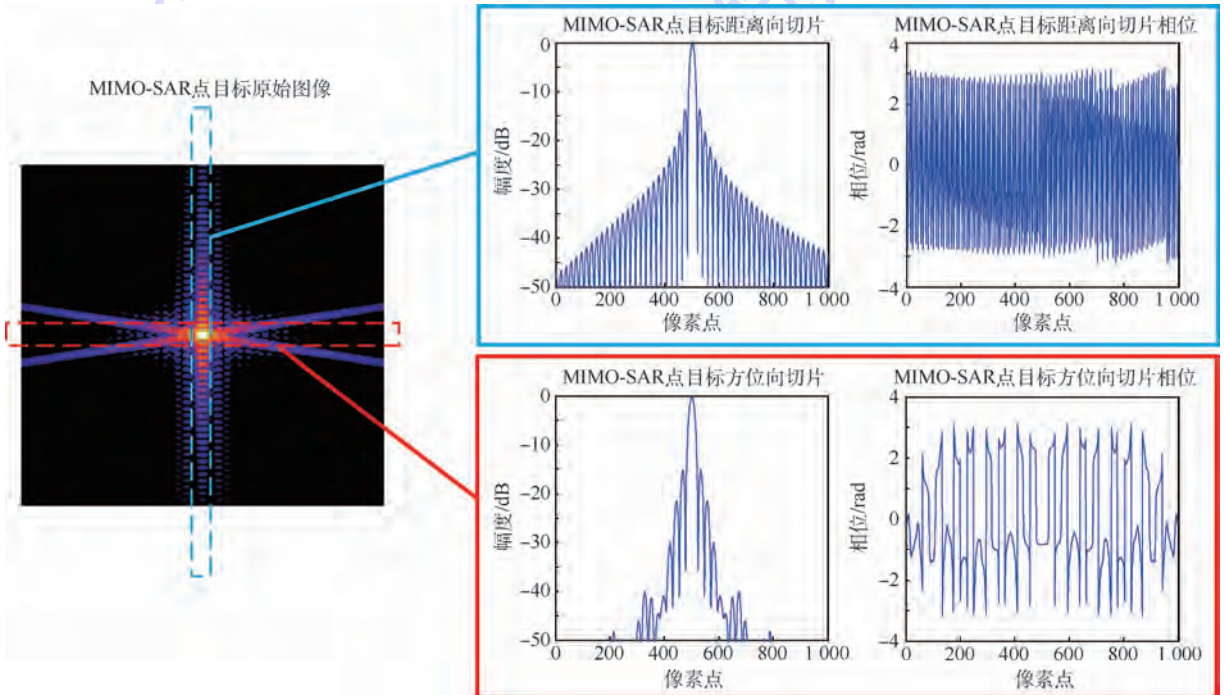 MIMO-SAR点目标原始图像
MIMO-SAR点目标距离向切片
0
-10
-20
-30
-40
-50
幅度/dB
0 200 400 600 800 1 000
像素点
MIMO-SAR点目标距离向切片相位
4
2
0
-2
-4
相位/rad
0 200 400 600 800 1 000
像素点
MIMO-SAR点目标方位向切片
0
-10
-20
-30
-40
-50
幅度/dB
0 200 400 600 800 1 000
像素点
MIMO-SAR点目标方位向切片相位
4
2
0
-2
-4
相位/rad
0 200 400 600 800 1 000
像素点